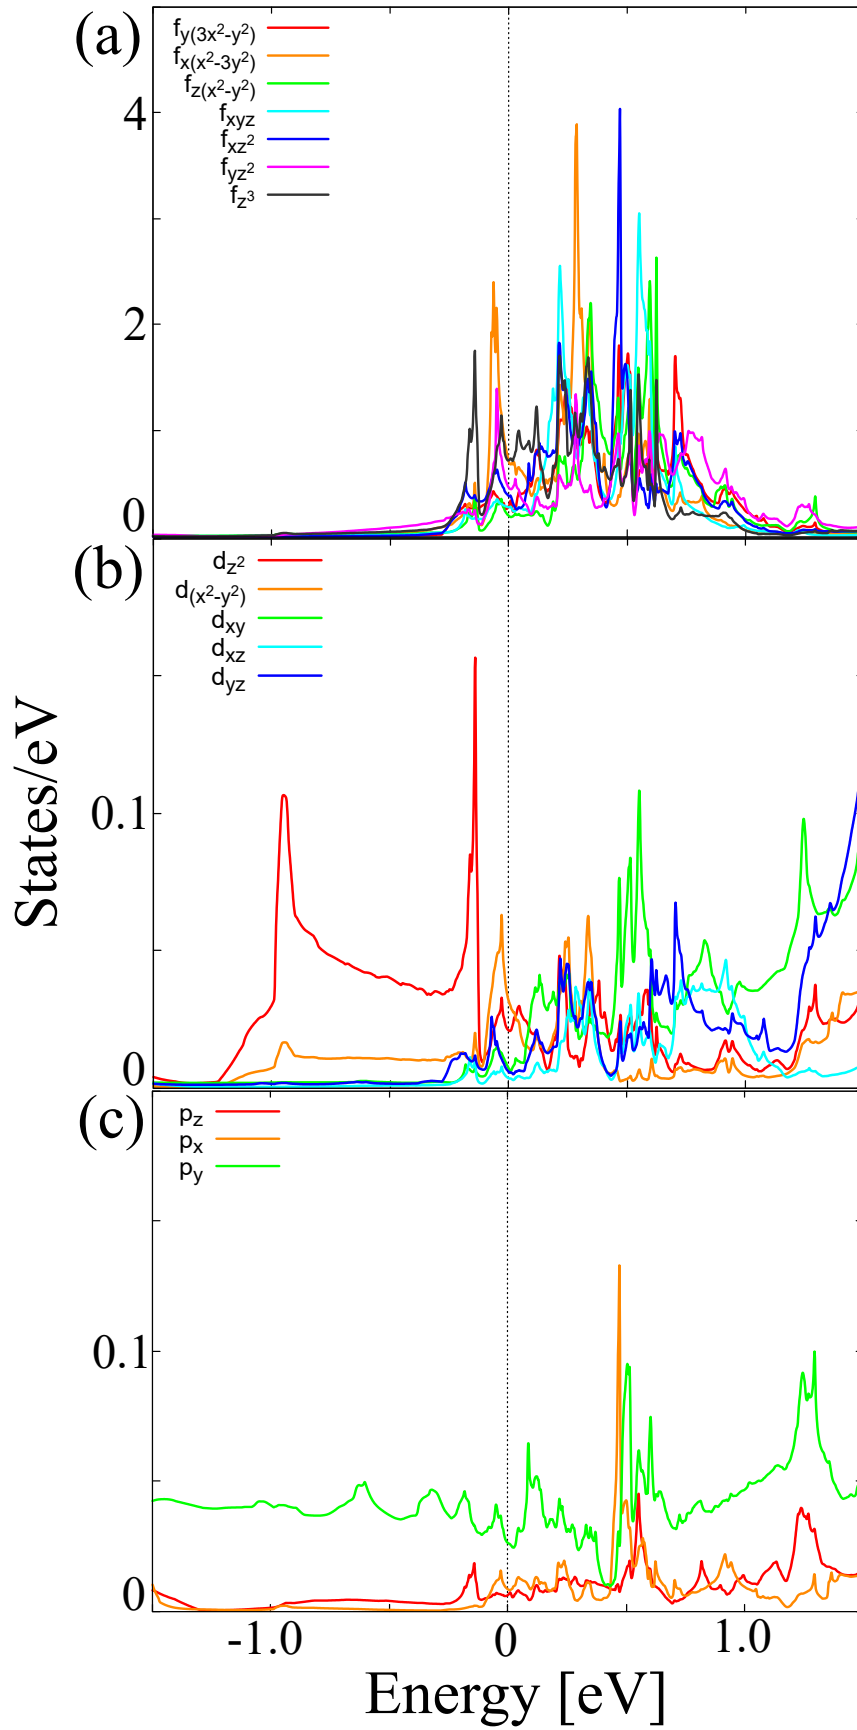 (a)
f_y(3x²-y²)
f_x(x²-3y²)
f_z(x²-y²)
f_xyz
f_xz²
f_yz²
f_z³
4
2
0
(b)
d_z²
d_(x²-y²)
d_xy
d_xz
d_yz
0.1
0
States/eV
(c)
p_z
p_x
p_y
0.1
0
-1.0 0 1.0
Energy [eV]